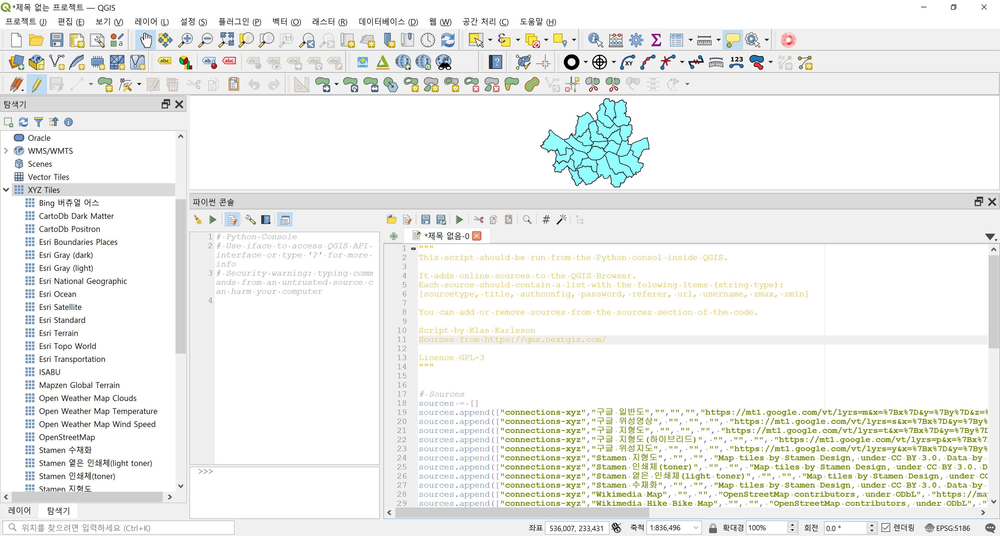 *제목 없는 프로젝트 — QGIS
프로젝트 (J) 편집 (E) 보기 (V) 레이어 (L) 설정 (S) 플러그인 (P) 벡터 (O) 래스터 (R) 데이터베이스 (D) 웹 (W) 공간 처리 (C) 도움말 (H)
탐색기
Oracle
WMS/WMTS
Scenes
Vector Tiles
XYZ Tiles
Bing 버츄얼 어스
CartoDb Dark Matter
CartoDb Positron
Esri Boundaries Places
Esri Gray (dark)
Esri Gray (light)
Esri National Geographic
Esri Ocean
Esri Satellite
Esri Standard
Esri Terrain
Esri Topo World
Esri Transportation
ISABU
Mapzen Global Terrain
Open Weather Map Clouds
Open Weather Map Temperature
Open Weather Map Wind Speed
OpenStreetMap
Stamen 수채화
Stamen 옅은 인쇄체(light toner)
Stamen 인쇄체(toner)
Stamen 지형도
레이어 탐색기
파이썬 콘솔
1 # Python Console
2 # Use iface to access QGIS API
interface or type '?' for more
info
3 # Security warning: typing comm
ands from an untrusted source c
an harm your computer
4
>>>
*제목 없음-0
1 """
2 This script should be run from the Python consol inside QGIS.
3
4 It adds online sources to the QGIS Browser.
5 Each source should contain a list with the folowing items (string type):
6 [sourcetype, title, authconfig, password, referer, url, username, zmax, zmin]
7
8 You can add or remove sources from the sources section of the code.
9
10 Script by Klas Karlsson
11 Sources from https://qms.nextgis.com/
12
13 Licence GPL-3
14 """
15
16
17 # Sources
18 sources = []
19 sources.append(["connections-xyz","구글 일반도","","","","https://mt1.google.com/vt/lyrs=m&x=%7Bx%7D&y=%7By%7D&z=%
20 sources.append(["connections-xyz","구글 위성영상", "", "", "", "https://mt1.google.com/vt/lyrs=s&x=%7Bx%7D&y=%7By%
21 sources.append(["connections-xyz","구글 지형도", "", "", "", "https://mt1.google.com/vt/lyrs=t&x=%7Bx%7D&y=%7By%7D
22 sources.append(["connections-xyz","구글 지형도(하이브리드)", "", "", "", "https://mt1.google.com/vt/lyrs=p&x=%7Bx%7
23 sources.append(["connections-xyz","구글 위성지도", "", "", "", "https://mt1.google.com/vt/lyrs=y&x=%7Bx%7D&y=%7By%
24 sources.append(["connections-xyz","Stamen 지형도", "", "", "Map tiles by Stamen Design, under CC BY 3.0. Data by
25 sources.append(["connections-xyz","Stamen 인쇄체(toner)", "", "", "Map tiles by Stamen Design, under CC BY 3.0. D
26 sources.append(["connections-xyz","Stamen 옅은 인쇄체(light toner)", "", "", "Map tiles by Stamen Design, under CC
27 sources.append(["connections-xyz","Stamen 수채화", "", "", "Map tiles by Stamen Design, under CC BY 3.0. Data by
28 sources.append(["connections-xyz","Wikimedia Map", "", "", "OpenStreetMap contributors, under ODbL", "https://ma
29 sources.append(["connections-xyz","Wikimedia Hike Bike Map", "", "", "OpenStreetMap contributors, under ODbL", "
위치를 찾으려면 입력하세요 (Ctrl+K) 좌표 536,007, 233,431 축척 1:836,496 확대경 100% 회전 0.0 ° 렌더링 EPSG:5186